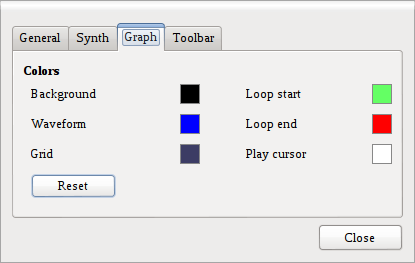 General Synth Graph Toolbar
Colors
Background Loop start
Waveform Loop end
Grid Play cursor
Reset
Close